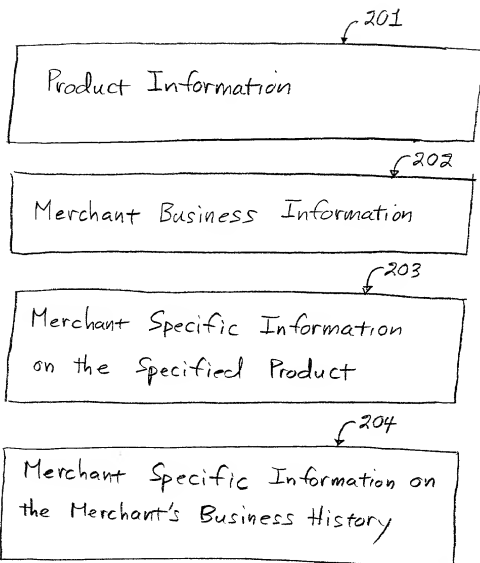 201
Product Information
202
Merchant Business Information
203
Merchant Specific Information
on the Specified Product
204
Merchant Specific Information on
the Merchant's Business History